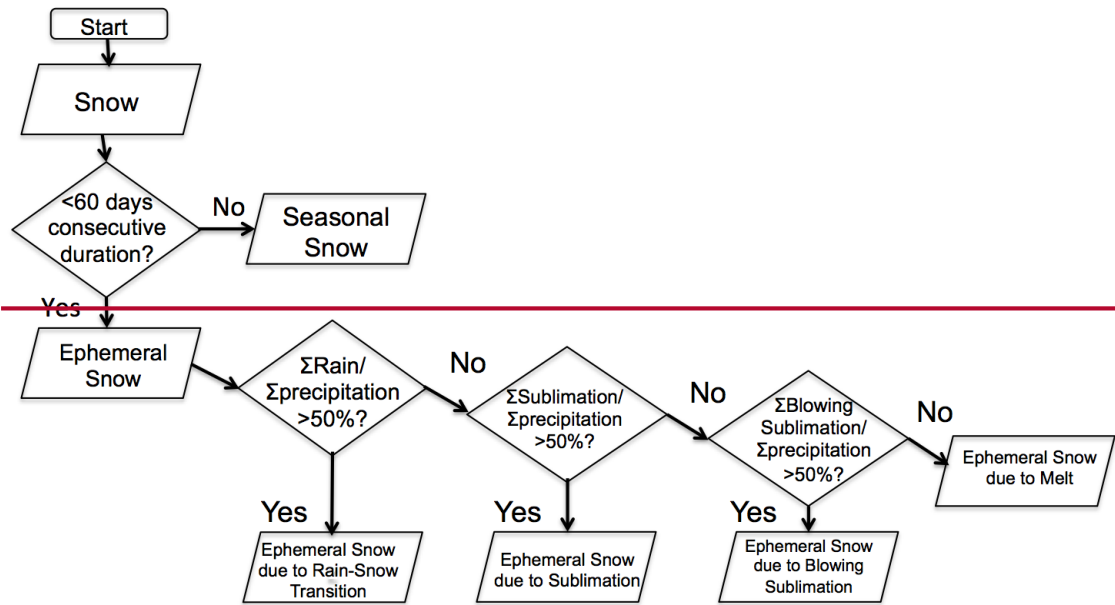 Start
Snow
<60 days
consecutive
duration?
No
Seasonal
Snow
Yes
Ephemeral
Snow
ΣRain/
Σprecipitation
>50%?
No
ΣSublimation/
Σprecipitation
>50%?
No
ΣBlowing
Sublimation/
Σprecipitation
>50%?
No
Ephemeral Snow
due to Melt
Yes
Ephemeral Snow
due to Rain-Snow
Transition
Yes
Ephemeral Snow
due to Sublimation
Yes
Ephemeral Snow
due to Blowing
Sublimation